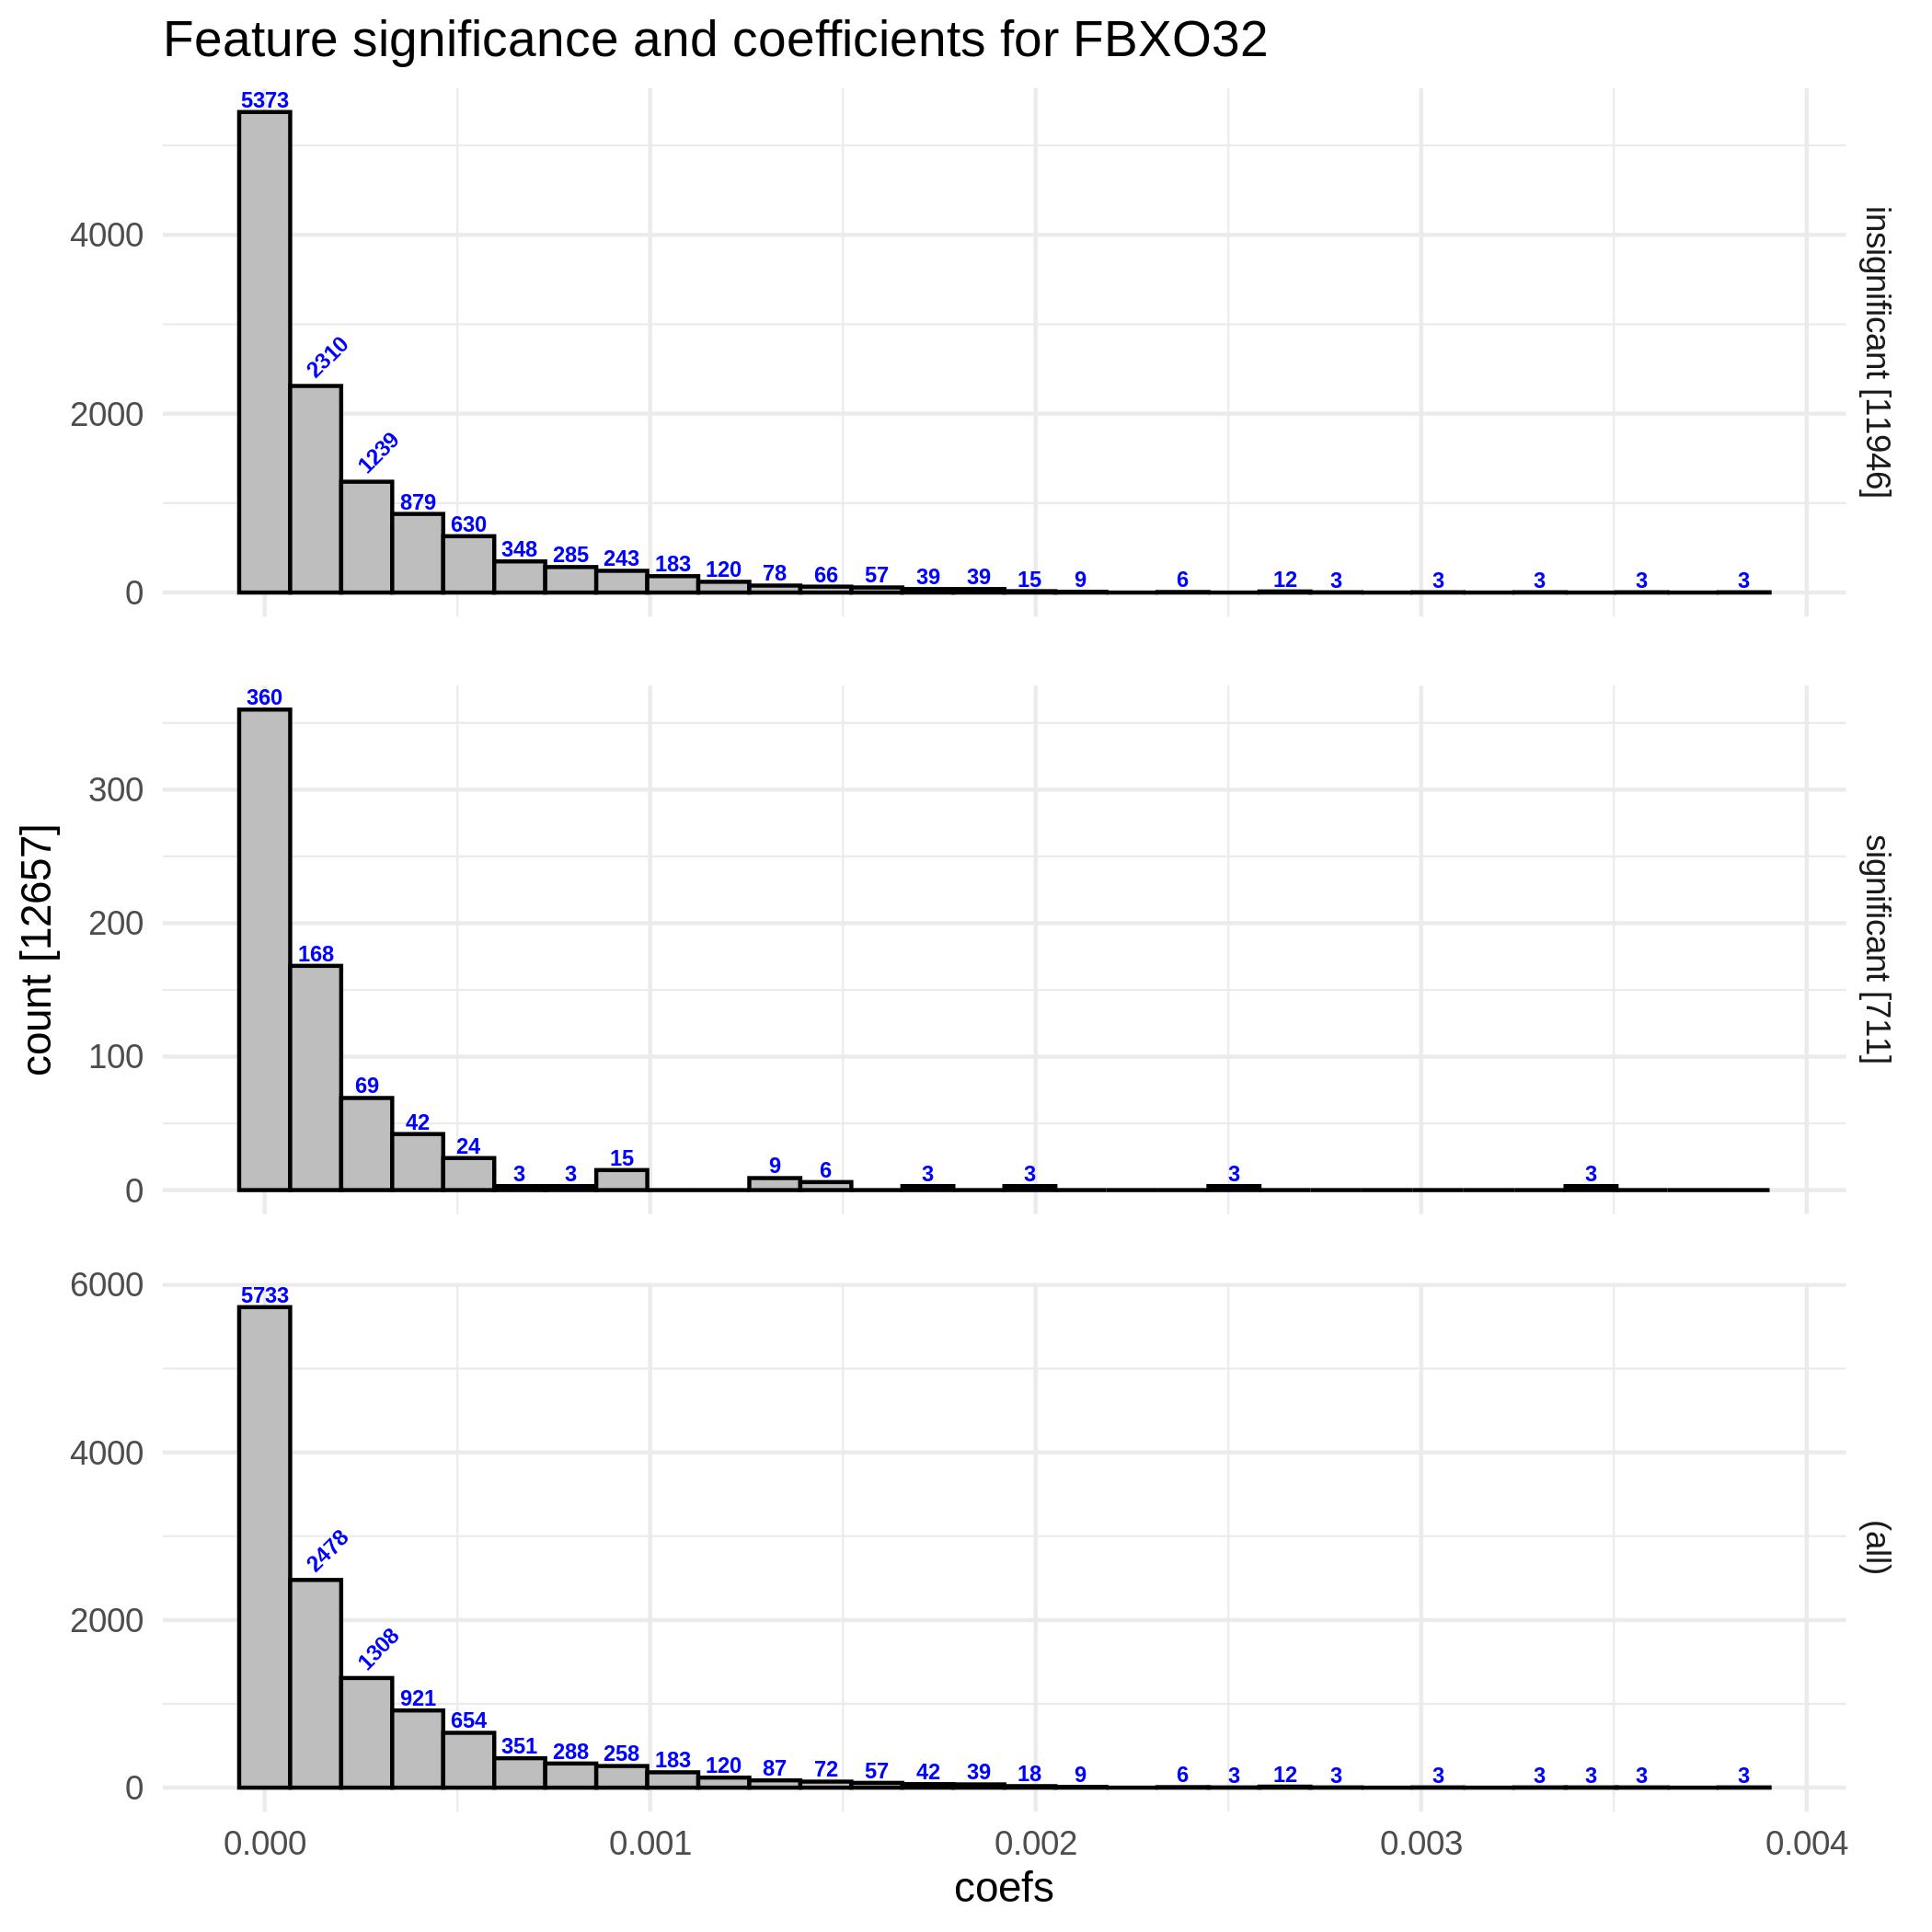 Feature significance and coefficients for FBXO32
5373
2310
1239
879
630
348 285 243 183 120 78 66 57 39 39 15 9 6 12 3 3 3 3 3
4000
2000
0
insignificant [11946]
360
168
69
42
24
3 3 15 9 6 3 3 3 3
300
200
100
0
significant [711]
count [12657]
5733
2478
1308
921
654
351 288 258 183 120 87 72 57 42 39 18 9 6 3 12 3 3 3 3 3 3
6000
4000
2000
0
(all)
0.000 0.001 0.002 0.003 0.004
coefs